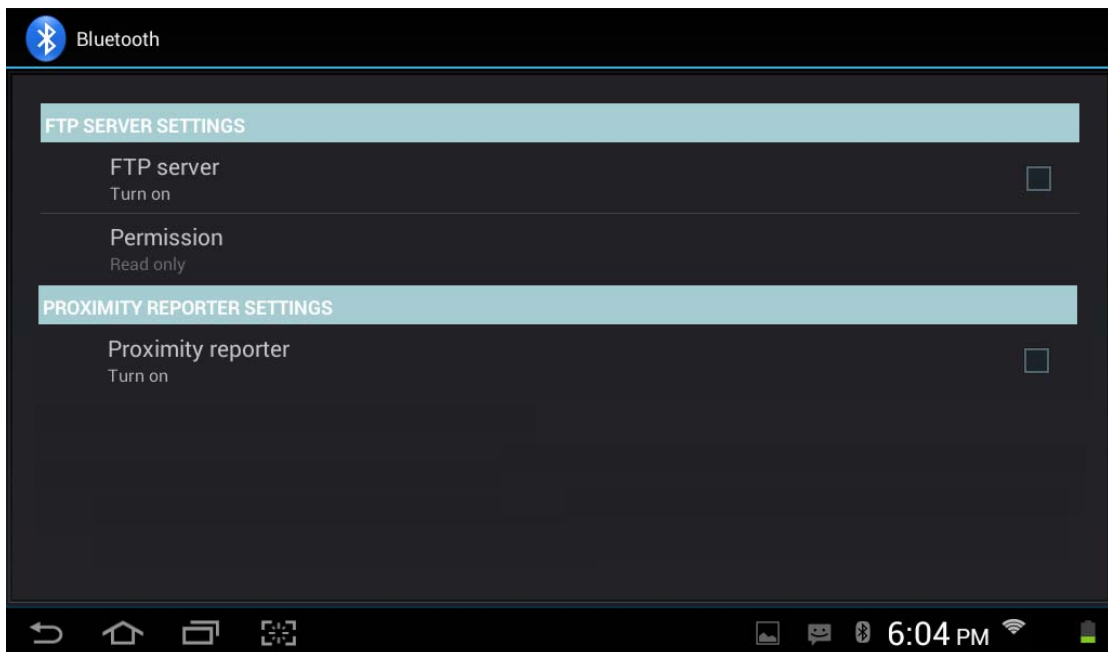 Bluetooth
FTP SERVER SETTINGS
FTP server
Turn on
Permission
Read only
PROXIMITY REPORTER SETTINGS
Proximity reporter
Turn on
6:04 PM